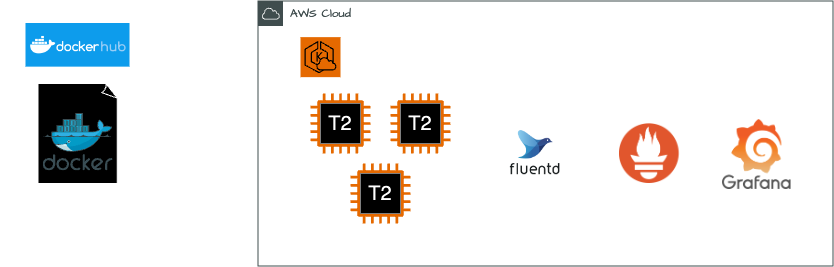 AWS Cloud
dockerhub
docker
K
T2
T2
T2
fluentd
Grafana